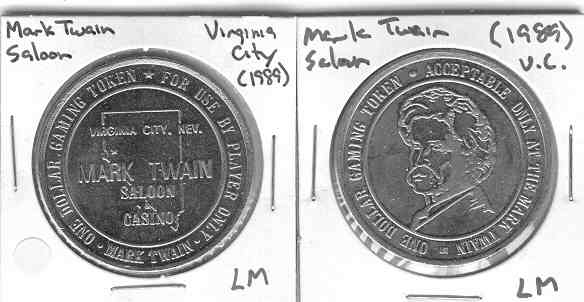 Mark Twain
Saloon
Virginia
City
(1989)
ONE DOLLAR GAMING TOKEN ★ FOR USE BY PLAYER ONLY
• MARK TWAIN •
VIRGINIA CITY, NEV.
MARK TWAIN
SALOON
&
CASINO
LM
Mark Twain
Saloon
(1989)
V.C.
ONE DOLLAR GAMING TOKEN • ACCEPTABLE ONLY AT THE MARK TWAIN
LM